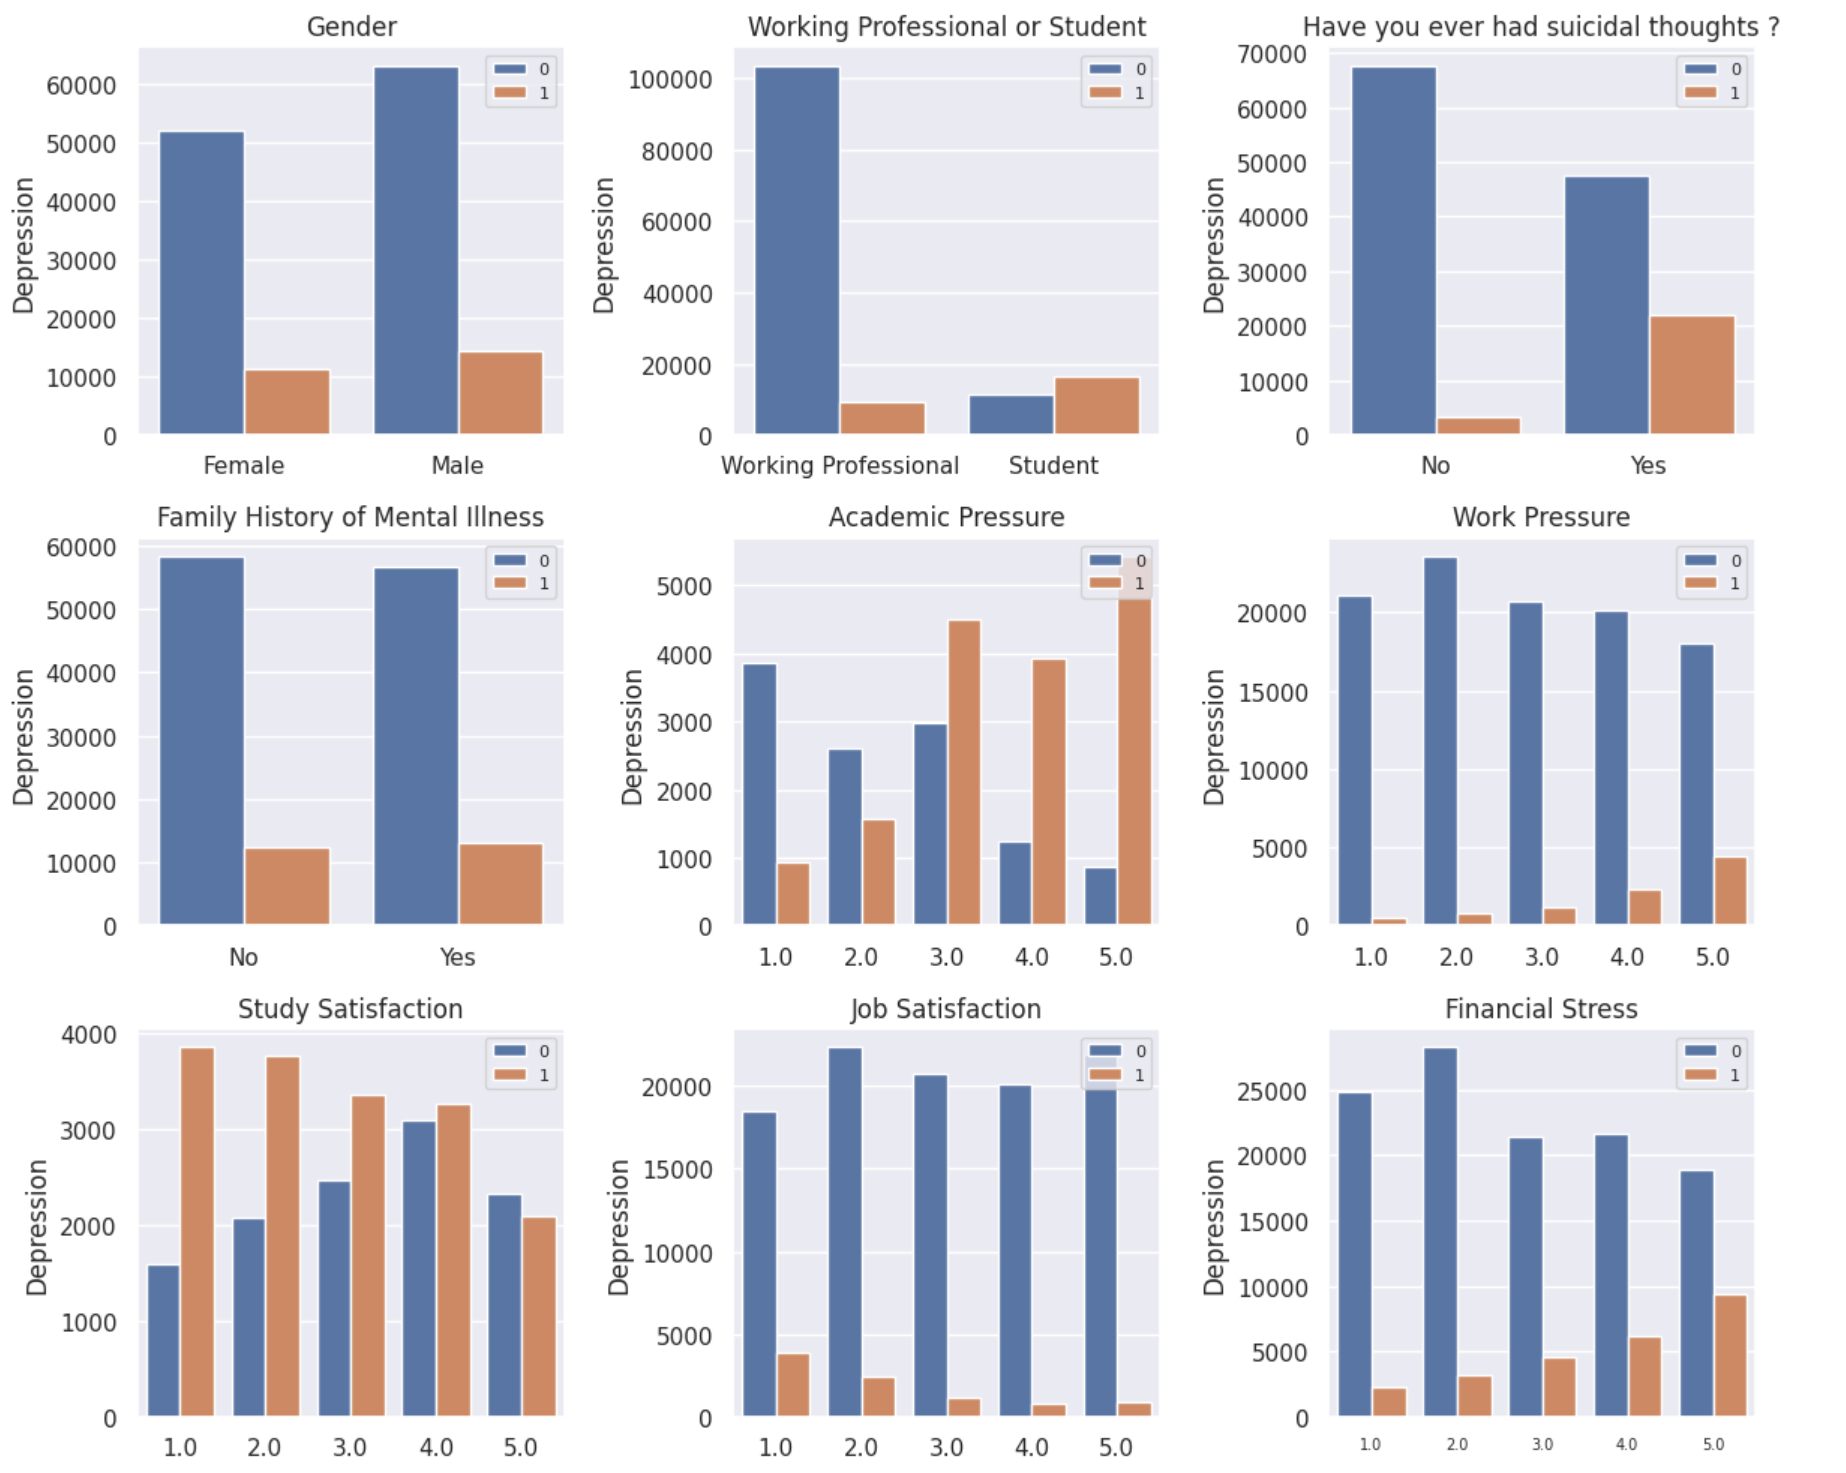 Gender
Working Professional or Student
Have you ever had suicidal thoughts ?
Depression
60000
50000
40000
30000
20000
10000
0
0
1
Female Male
Depression
100000
80000
60000
40000
20000
0
0
1
Working Professional Student
Depression
70000
60000
50000
40000
30000
20000
10000
0
0
1
No Yes
Family History of Mental Illness
Academic Pressure
Work Pressure
Depression
60000
50000
40000
30000
20000
10000
0
0
1
No Yes
Depression
5000
4000
3000
2000
1000
0
0
1
1.0 2.0 3.0 4.0 5.0
Depression
20000
15000
10000
5000
0
0
1
1.0 2.0 3.0 4.0 5.0
Study Satisfaction
Job Satisfaction
Financial Stress
Depression
4000
3000
2000
1000
0
0
1
1.0 2.0 3.0 4.0 5.0
Depression
20000
15000
10000
5000
0
0
1
1.0 2.0 3.0 4.0 5.0
Depression
25000
20000
15000
10000
5000
0
0
1
1.0 2.0 3.0 4.0 5.0